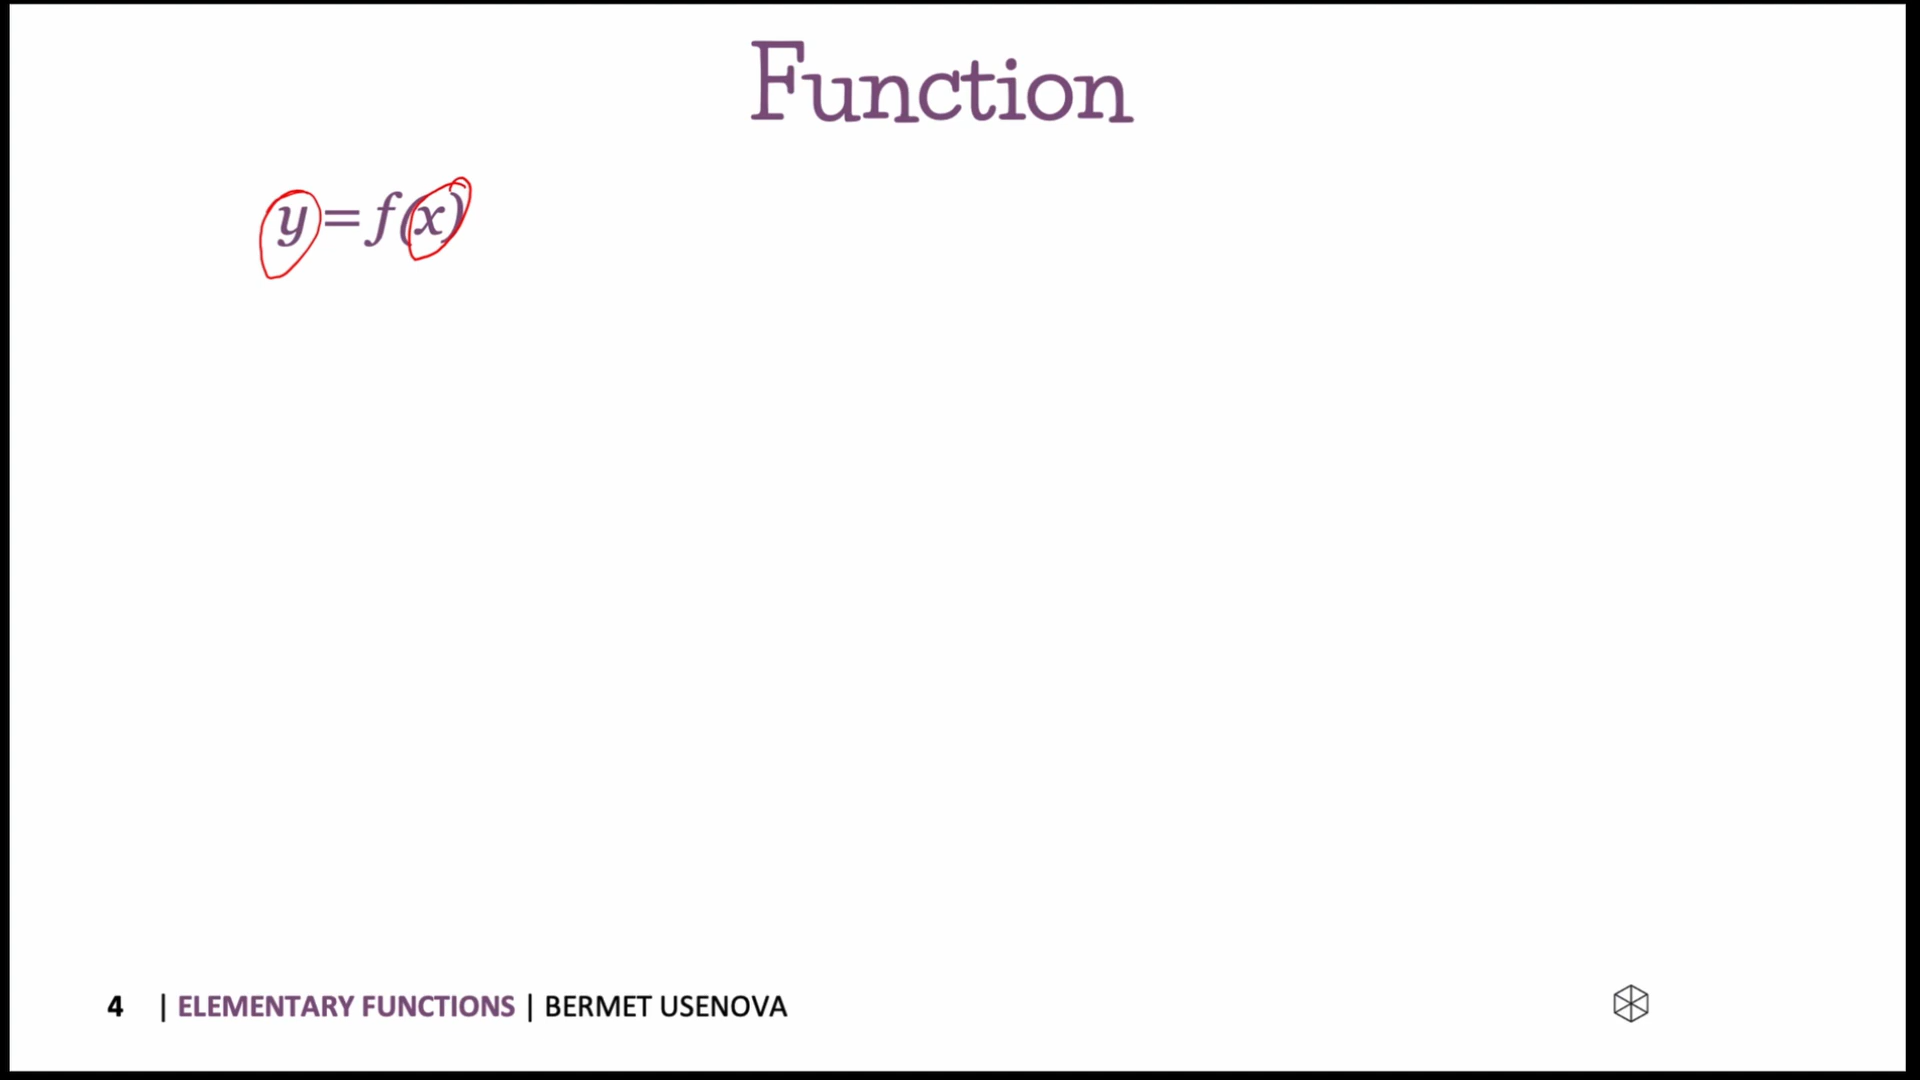 Function
y = f(x)
4 | ELEMENTARY FUNCTIONS | BERMET USENOVA